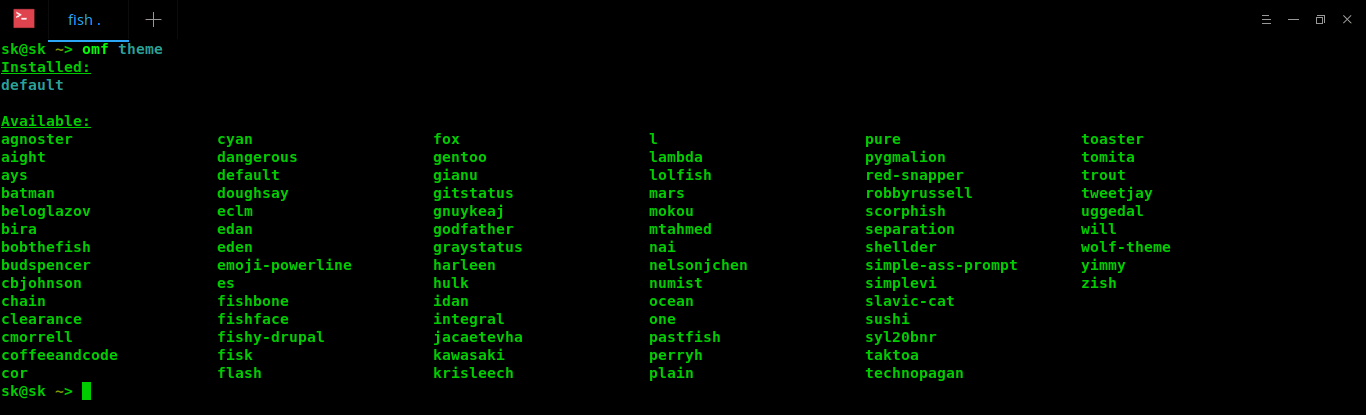 fish .
sk@sk ~> omf theme
Installed:
default
Available:
agnoster cyan fox l pure toaster
aight dangerous gentoo lambda pygmalion tomita
ays default gianu lolfish red-snapper trout
batman doughsay gitstatus mars robbyrussell tweetjay
beloglazov eclm gnuykeaj mokou scorphish uggedal
bira edan godfather mtahmed separation will
bobthefish eden graystatus nai shellder wolf-theme
budspencer emoji-powerline harleen nelsonjchen simple-ass-prompt yimmy
cbjohnson es hulk numist simplevi zish
chain fishbone idan ocean slavic-cat
clearance fishface integral one sushi
cmorrell fishy-drupal jacaetevha pastfish syl20bnr
coffeeandcode fisk kawasaki perryh taktoa
cor flash krisleech plain technopagan
sk@sk ~>